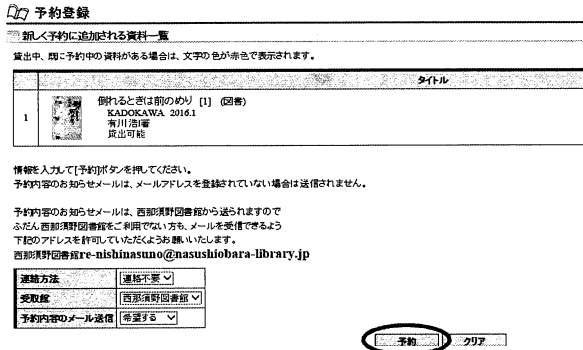 予約登録
新しく予約に追加される資料一覧
貸出中、既に予約中の資料がある場合は、文字の色が赤色で表示されます。
タイトル
1
倒れるときは前のめり [1] (図書)
KADOKAWA 2016.1
有川浩/著
貸出可能
情報を入力して[予約]ボタンを押してください。
予約内容のお知らせメールは、メールアドレスを登録されていない場合は送信されません。
予約内容のお知らせメールは、西那須野図書館から送られますので
ふだん西那須野図書館をご利用でない方も、メールを受信できるよう
下記のアドレスを許可していただくようお願いいたします。
西那須野図書館re-nishinasuno@nasushiobara-library.jp
連絡方法 連絡不要
受取館 西那須野図書館
予約内容のメール送信 希望する
予約 クリア